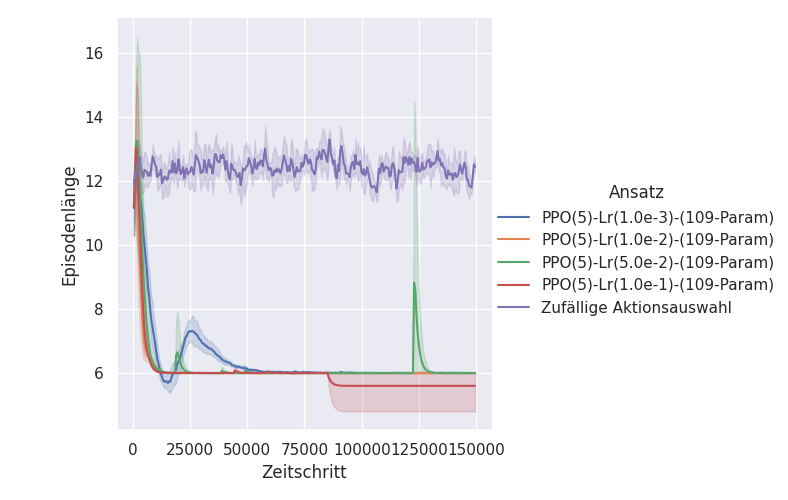 16
14
12
10
8
6
Episodenlänge
0
25000
50000
75000
100000
125000
150000
Zeitschritt
Ansatz
PPO(5)-Lr(1.0e-3)-(109-Param)
PPO(5)-Lr(1.0e-2)-(109-Param)
PPO(5)-Lr(5.0e-2)-(109-Param)
PPO(5)-Lr(1.0e-1)-(109-Param)
Zufällige Aktionsauswahl